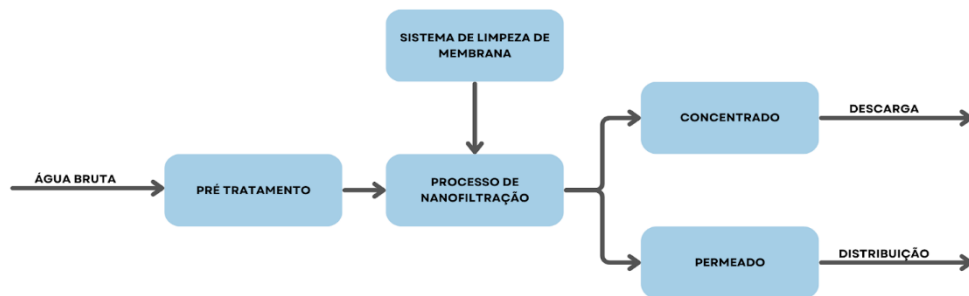 SISTEMA DE LIMPEZA DE
MEMBRANA
CONCENTRADO
DESCARGA
ÁGUA BRUTA
PRÉ TRATAMENTO
PROCESSO DE
NANOFILTRAÇÃO
PERMEADO
DISTRIBUIÇÃO